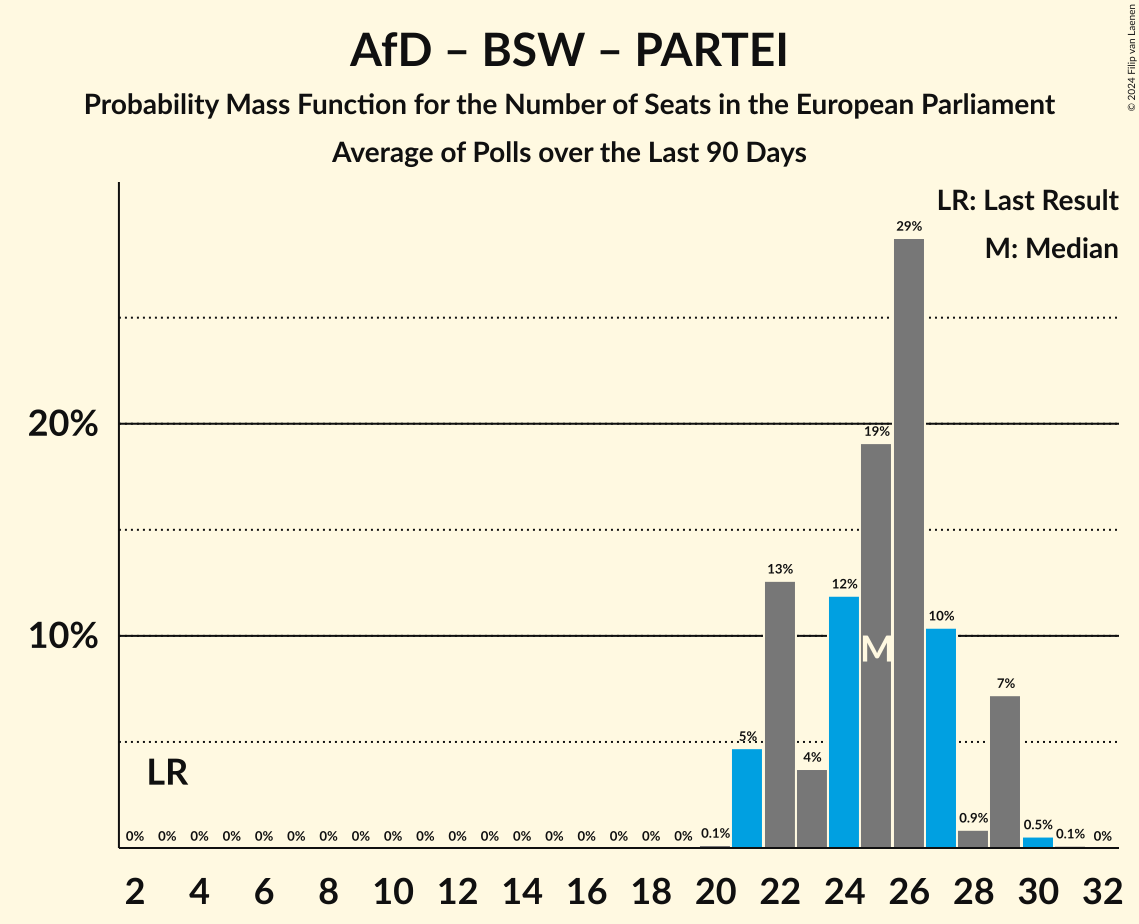 AfD – BSW – PARTEI
Probability Mass Function for the Number of Seats in the European Parliament
Average of Polls over the Last 90 Days
© 2024 Filip van Laenen
LR: Last Result
M: Median
29%
20%
19%
13%
12%
10%
10%
M
7%
5%
4%
LR
0% 0% 0% 0% 0% 0% 0% 0% 0% 0% 0% 0% 0% 0% 0% 0% 0% 0% 0.1% 0.9% 0.5% 0.1% 0%
2 4 6 8 10 12 14 16 18 20 22 24 26 28 30 32